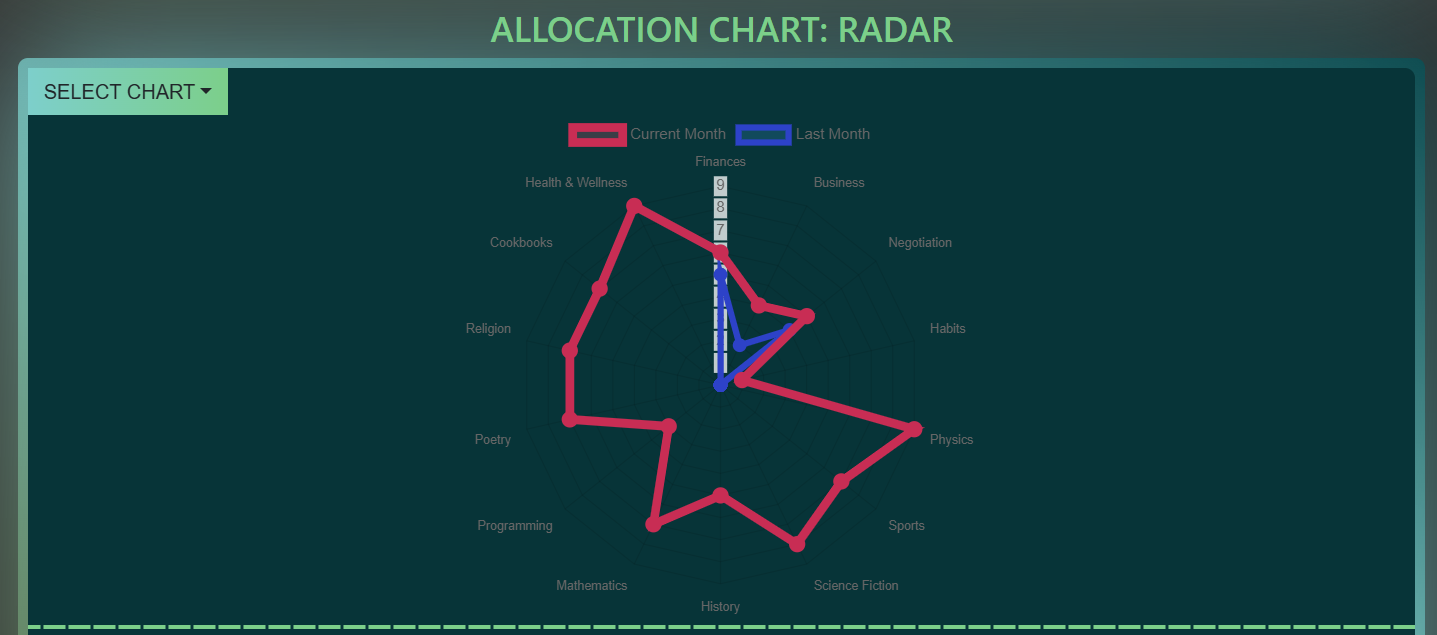 ALLOCATION CHART: RADAR
SELECT CHART
Current Month Last Month
Finances
Health & Wellness Business
9
8
7
Cookbooks Negotiation
Religion Habits
Poetry Physics
Programming Sports
Mathematics Science Fiction
History